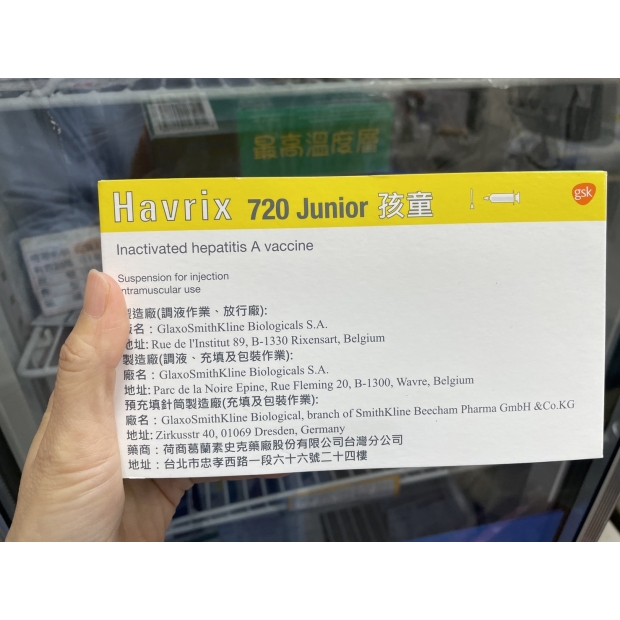 最高溫度層
Havrix 720 Junior 孩童
gsk
Inactivated hepatitis A vaccine
Suspension for injection
intramuscular use
製造廠(調液作業、放行廠):
廠名：GlaxoSmithKline Biologicals S.A.
地址: Rue de l'Institut 89, B-1330 Rixensart, Belgium
製造廠(調液、充填及包裝作業):
廠名：GlaxoSmithKline Biologicals S.A.
地址: Parc de la Noire Epine, Rue Fleming 20, B-1300, Wavre, Belgium
預充填針筒製造廠(充填及包裝作業):
廠名：GlaxoSmithKline Biological, branch of SmithKline Beecham Pharma GmbH &Co.KG
地址: Zirkusstr 40, 01069 Dresden, Germany
藥商：荷商葛蘭素史克藥廠股份有限公司台灣分公司
地址：台北市忠孝西路一段六十六號二十四樓